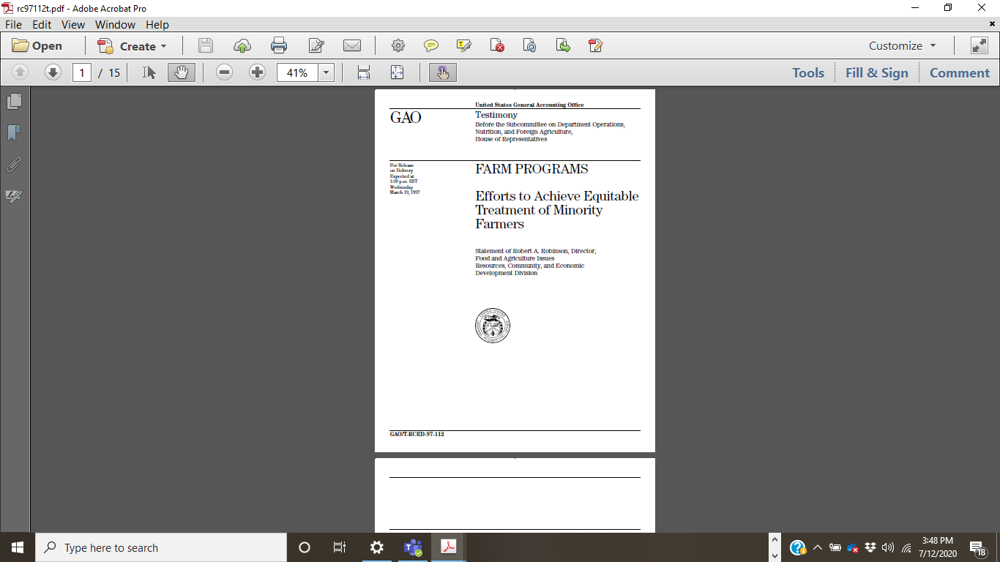 rc97112t.pdf - Adobe Acrobat Pro
File Edit View Window Help
Open
Create
Customize
1 / 15
41%
Tools
Fill & Sign
Comment
United States General Accounting Office
GAO
Testimony
Before the Subcommittee on Department Operations,
Nutrition, and Foreign Agriculture,
House of Representatives
For Release
on Delivery
Expected at
1:00 p.m. EST
Wednesday
March 19, 1997
FARM PROGRAMS
Efforts to Achieve Equitable
Treatment of Minority
Farmers
Statement of Robert A. Robinson, Director,
Food and Agriculture Issues
Resources, Community, and Economic
Development Division
GAO/T-RCED-97-112
Type here to search
3:48 PM
7/12/2020
18